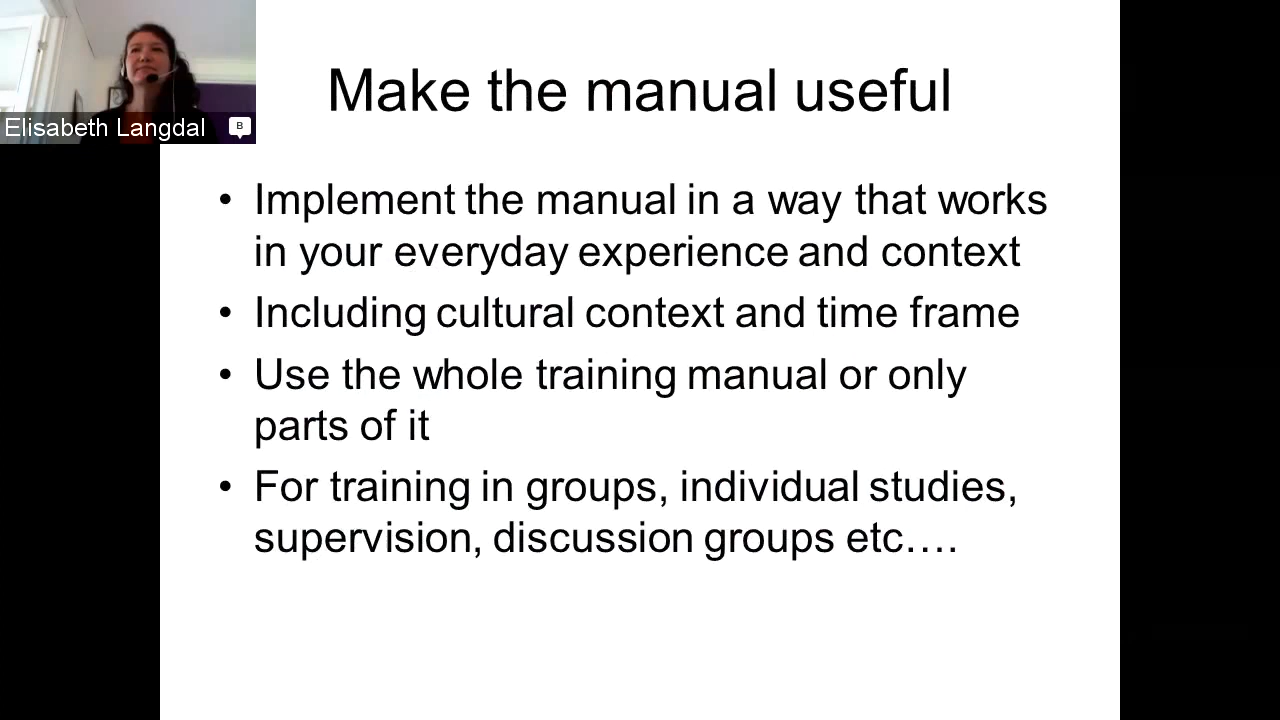 Elisabeth Langdal
B
Make the manual useful
• Implement the manual in a way that works
in your everyday experience and context
• Including cultural context and time frame
• Use the whole training manual or only
parts of it
• For training in groups, individual studies,
supervision, discussion groups etc….